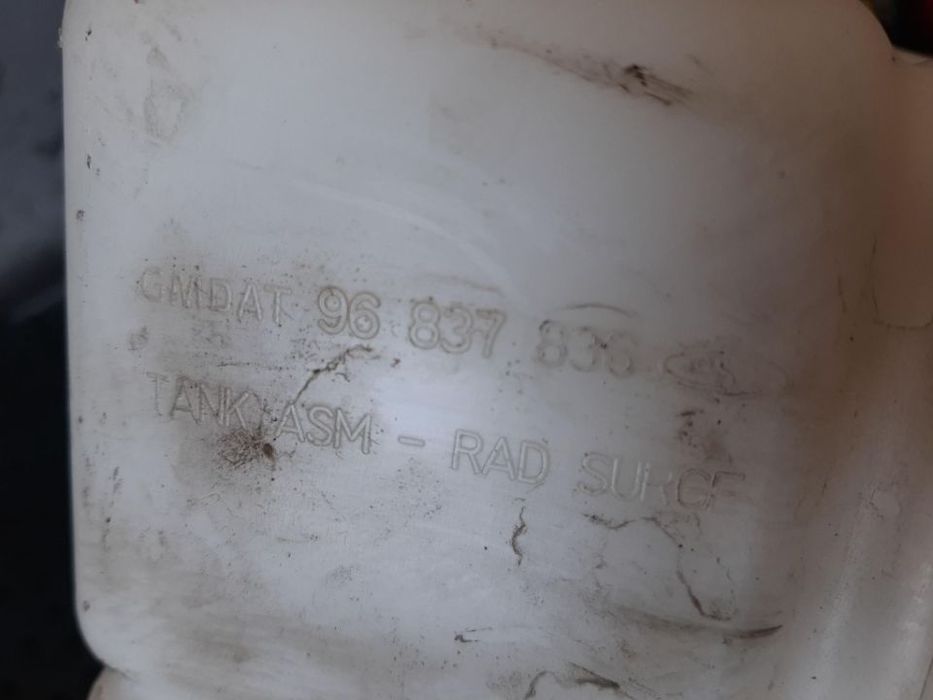 GMDAT 96 837 836
TANK ASM - RAD SURGE